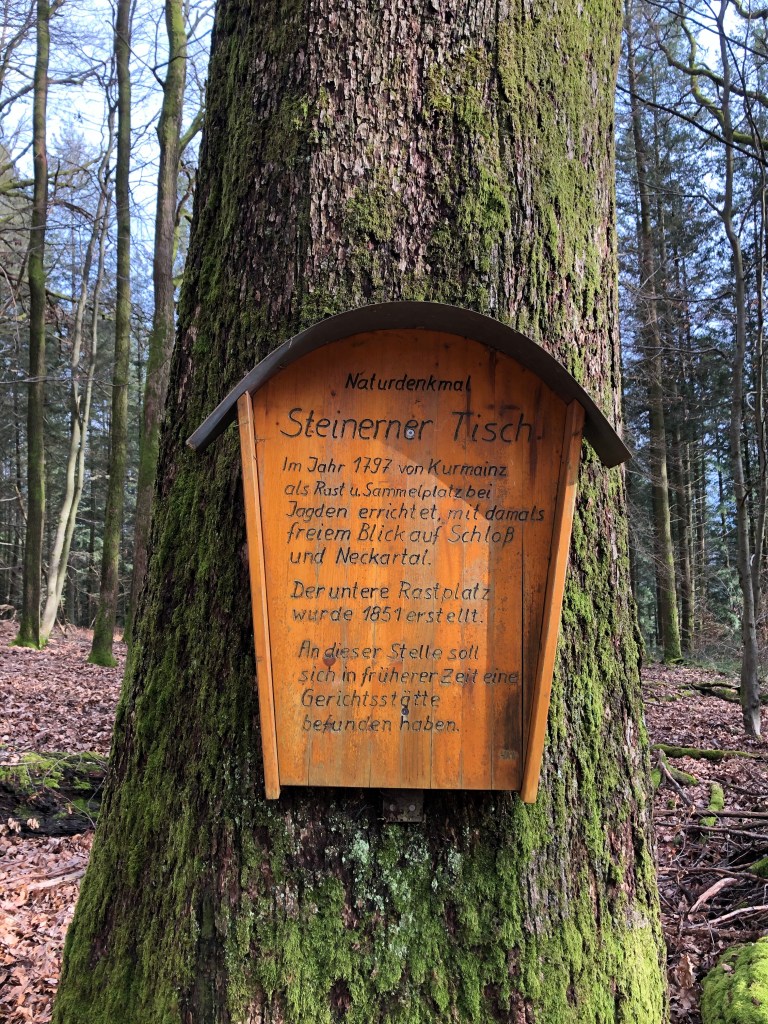 Naturdenkmal
Steinerner Tisch
Im Jahr 1797 von Kurmainz
als Rast u. Sammelplatz bei
Jagden errichtet, mit damals
freiem Blick auf Schloß
und Neckartal.
Der untere Rastplatz
wurde 1851 erstellt.
An dieser Stelle soll
sich in früherer Zeit eine
Gerichtsstätte
befunden haben.